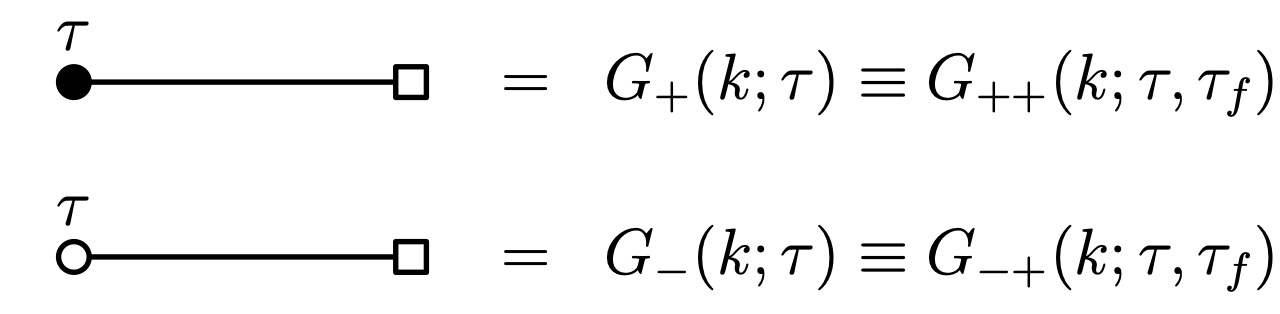 τ
= G₊(k; τ) ≡ G₊₊(k; τ, τ_f)
τ
= G₋(k; τ) ≡ G₋₊(k; τ, τ_f)